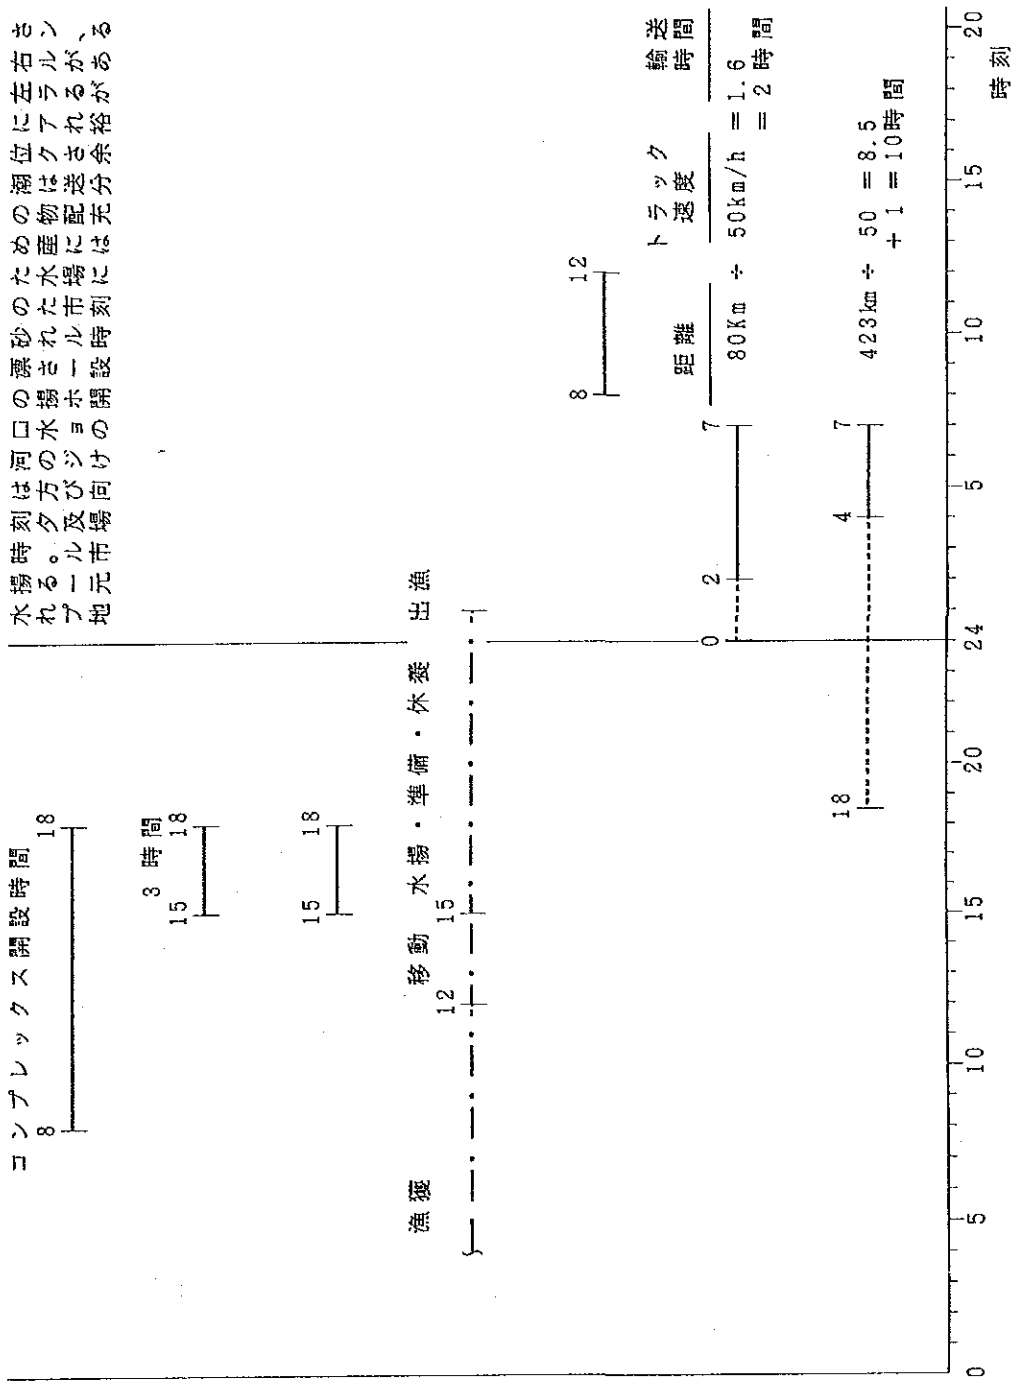 水揚時刻は河口の漂砂のための潮位に左右さ
れる。夕方の水揚された水産物はクアラルン
プール及びジョホール市場に配送されるが、
地元市場向けの開設時刻には充分余裕がある
コンプレックス開設時間
8 18
3 時間
15 18
15 18
漁獲 移動 水揚・準備・休養 出漁
12 15
8 12
距離 トラック速度 輸送時間
0 2 7 80Km ÷ 50km/h = 1.6
= 2 時間
18 4 7 423km ÷ 50 = 8.5
+ 1 = 10時間
0 5 10 15 20 24 5 10 15 20
時刻